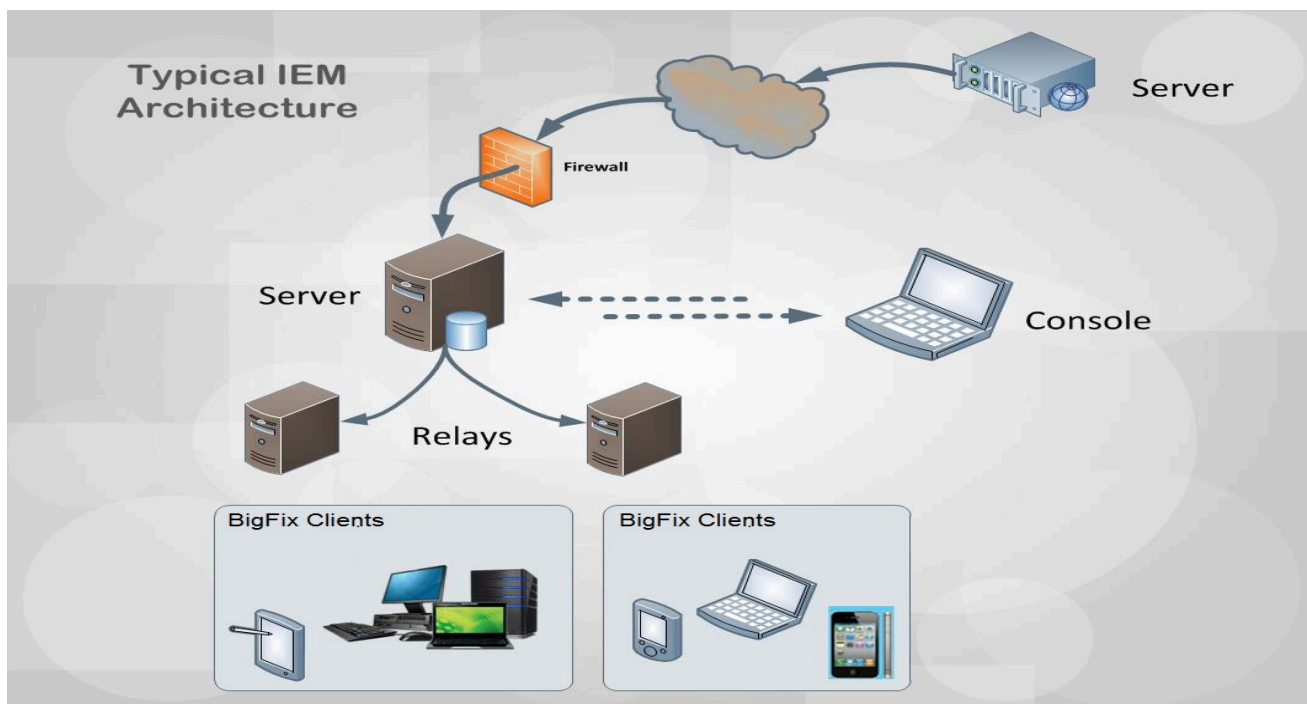 Typical IEM
Architecture
Server
Firewall
Server
Console
Relays
BigFix Clients
BigFix Clients